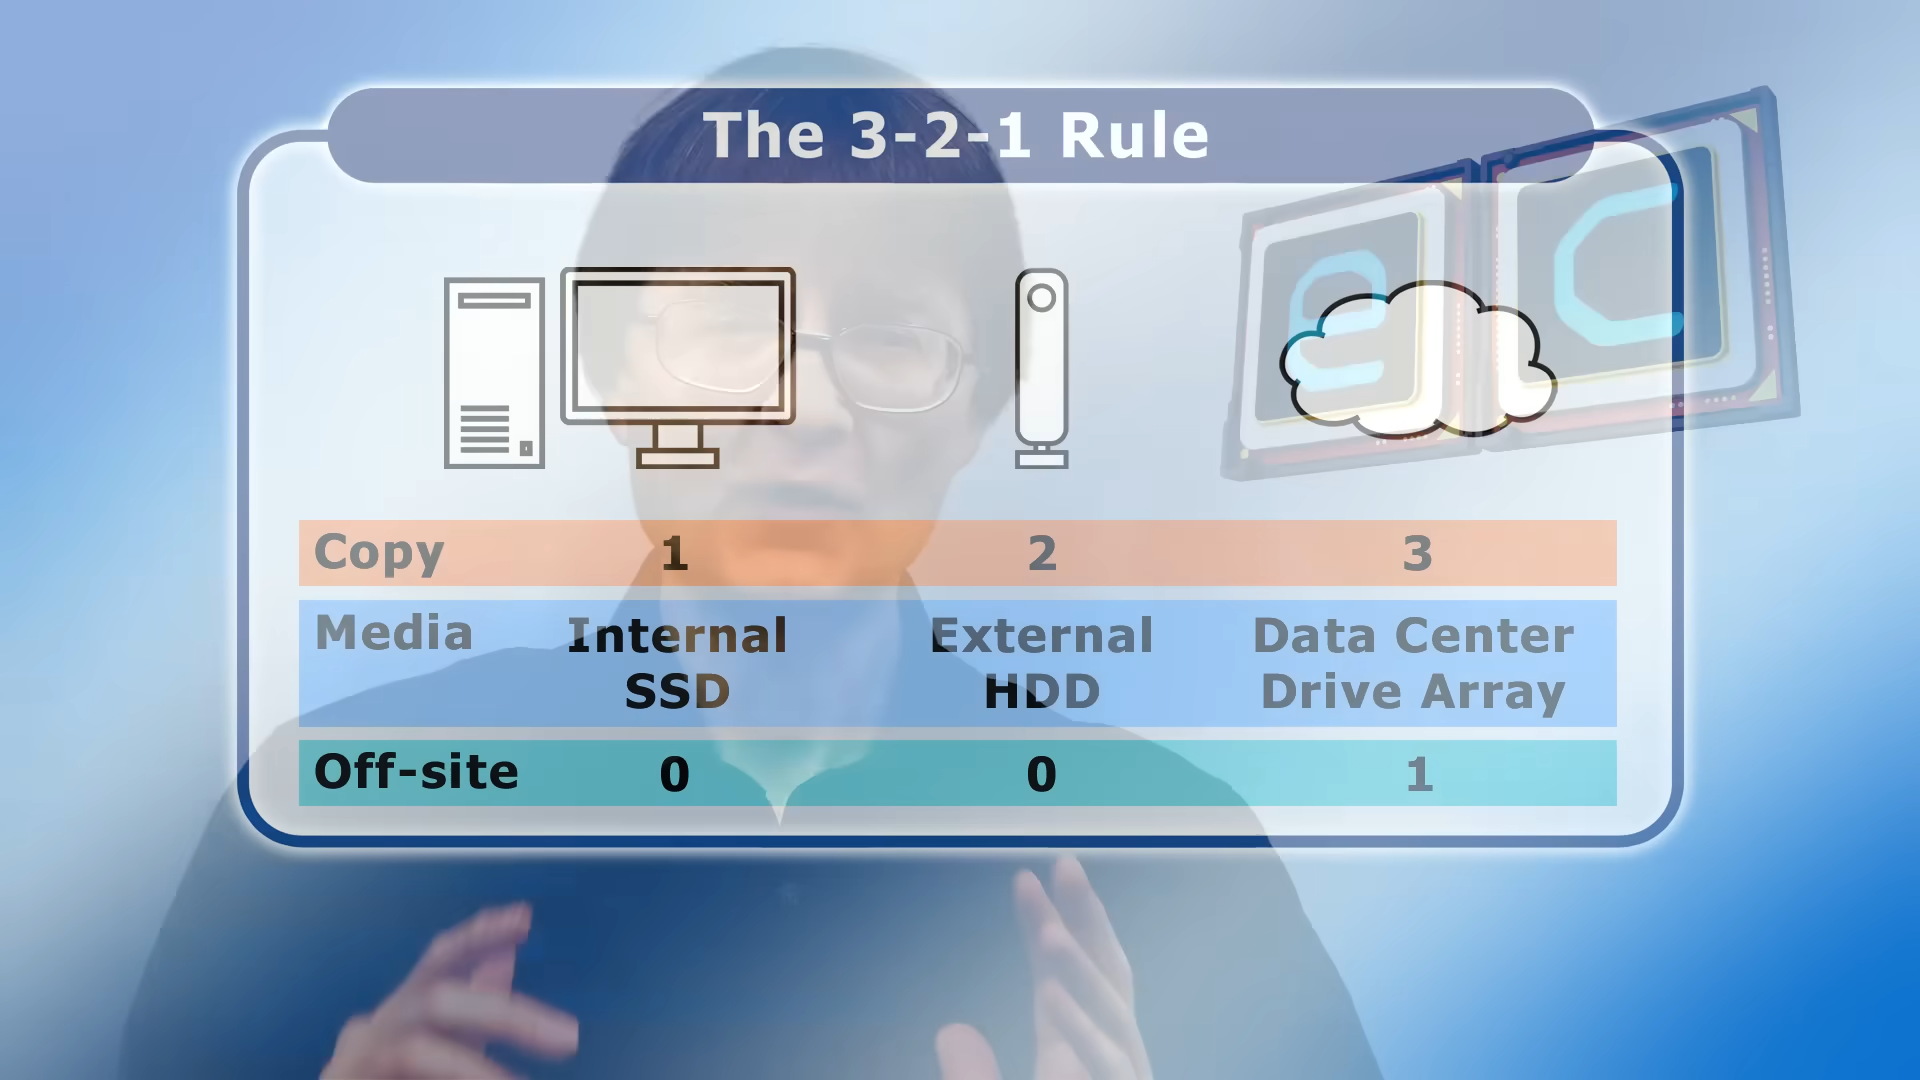 The 3-2-1 Rule
e C
Copy 1 2 3
Media Internal External Data Center
SSD HDD Drive Array
Off-site 0 0 1